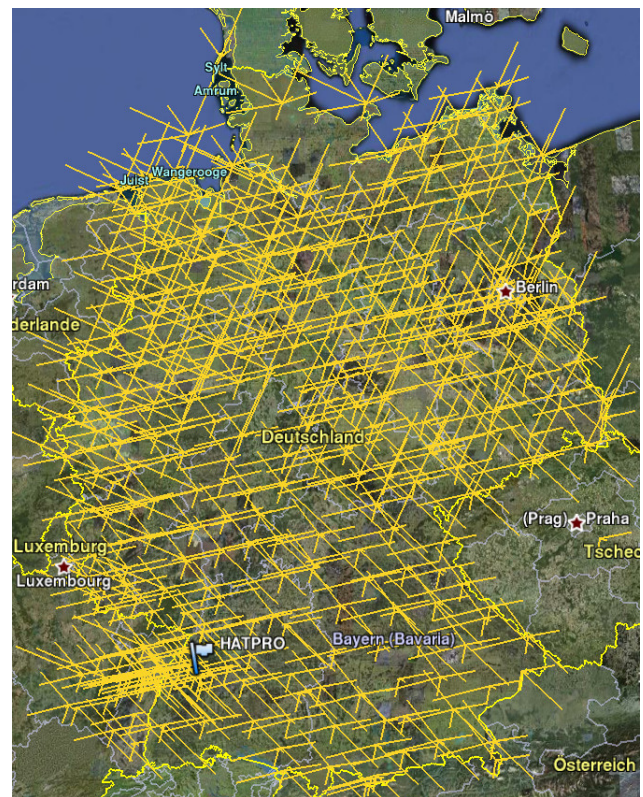 Malmö
Sylt
Amrum
Wangerooge
Juist
rdam
Berlin
derlande
Deutschland
(Prag) Praha
Luxemburg
Tschec
Luxembourg
HATPRO
Bayern (Bavaria)
Österreich